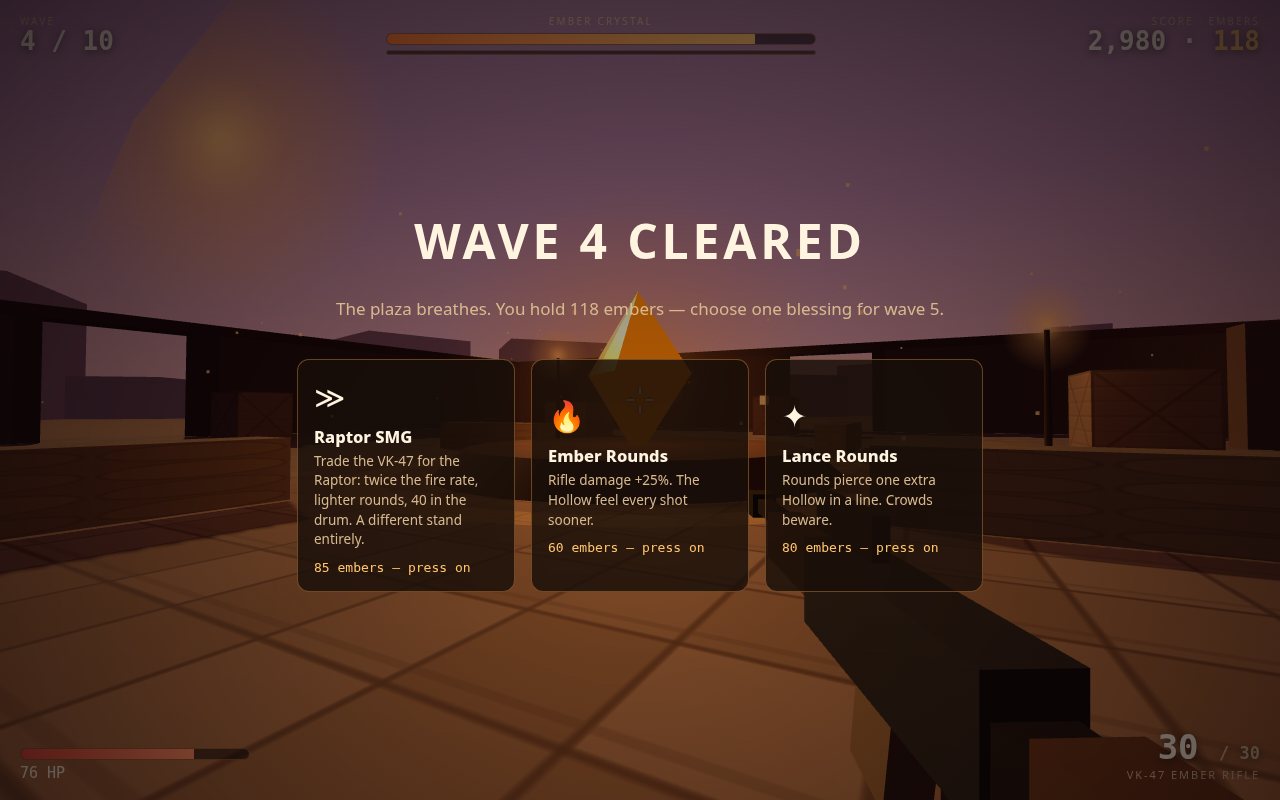 WAVE
4 / 10
EMBER CRYSTAL
SCORE · EMBERS
2,980 · 118
WAVE 4 CLEARED
The plaza breathes. You hold 118 embers — choose one blessing for wave 5.
Raptor SMG
Trade the VK-47 for the
Raptor: twice the fire rate,
lighter rounds, 40 in the
drum. A different stand
entirely.
85 embers — press on
Ember Rounds
Rifle damage +25%. The
Hollow feel every shot
sooner.
60 embers — press on
Lance Rounds
Rounds pierce one extra
Hollow in a line. Crowds
beware.
80 embers — press on
76 HP
30 / 30
VK-47 EMBER RIFLE